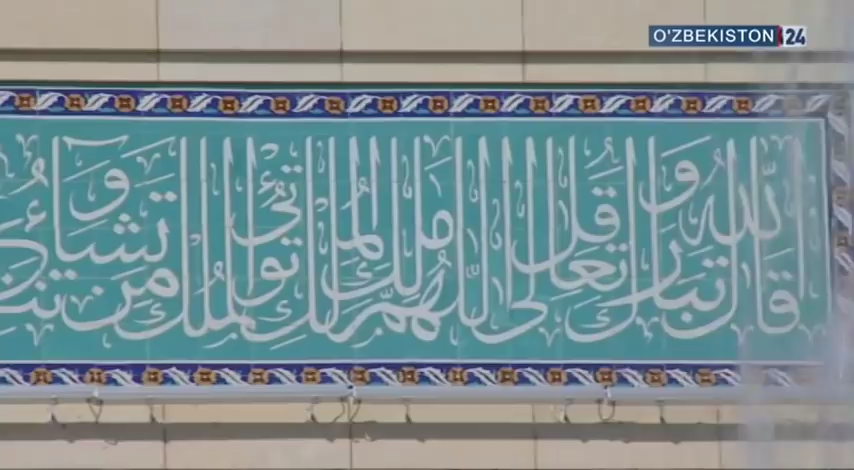 O'ZBEKISTON 24
قال الله تبارك وتعالى قل اللهم مالك الملك تؤتي الملك من تشاء و